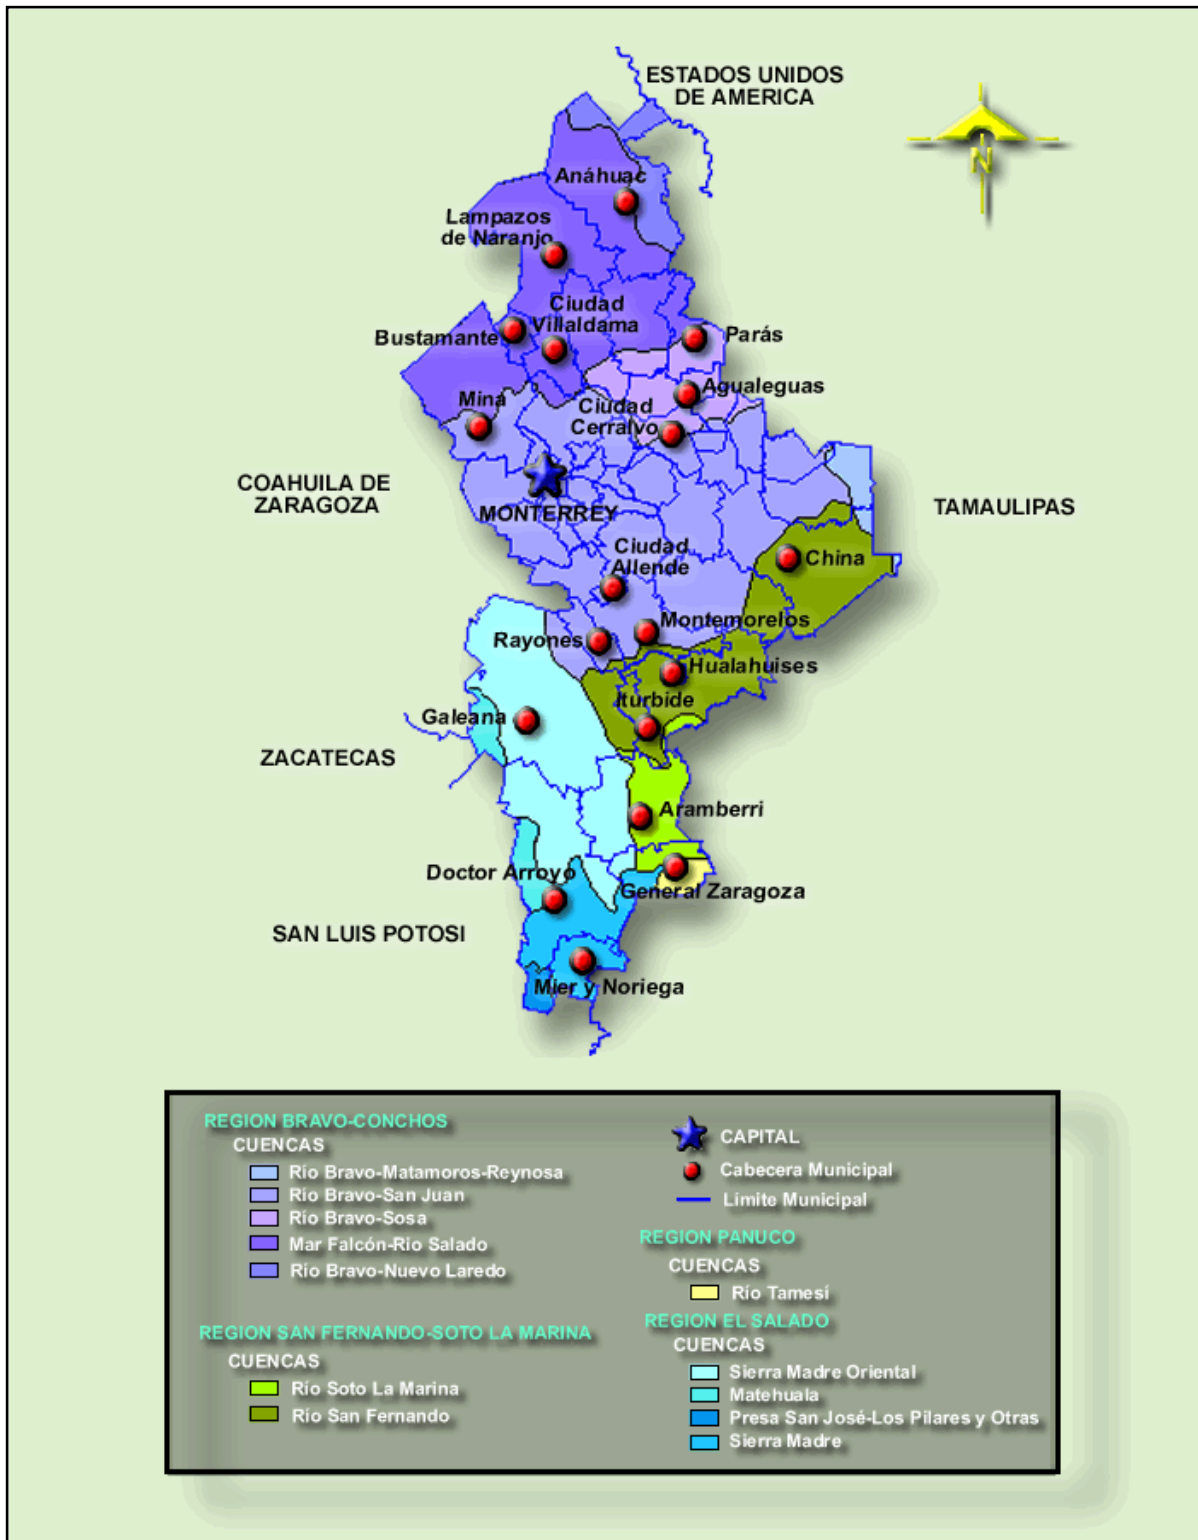 ESTADOS UNIDOS
DE AMERICA
N
Anáhuac
Lampazos
de Naranjo
Ciudad
Villaldama
Bustamante
Parás
Agualeguas
Mina
Ciudad
Cerralvo
COAHUILA DE
ZARAGOZA
MONTERREY
TAMAULIPAS
Ciudad
Allende
China
Rayones
Montemorelos
Hualahuises
Iturbide
Galeana
ZACATECAS
Aramberri
Doctor Arroyo
General Zaragoza
SAN LUIS POTOSI
Mier y Noriega
REGION BRAVO-CONCHOS
CUENCAS
Río Bravo-Matamoros-Reynosa
Río Bravo-San Juan
Río Bravo-Sosa
Mar Falcón-Rio Salado
Río Bravo-Nuevo Laredo
REGION SAN FERNANDO-SOTO LA MARINA
CUENCAS
Río Soto La Marina
Río San Fernando
CAPITAL
Cabecera Municipal
Límite Municipal
REGION PANUCO
CUENCAS
Río Tamesí
REGION EL SALADO
CUENCAS
Sierra Madre Oriental
Matehuala
Presa San José-Los Pilares y Otras
Sierra Madre